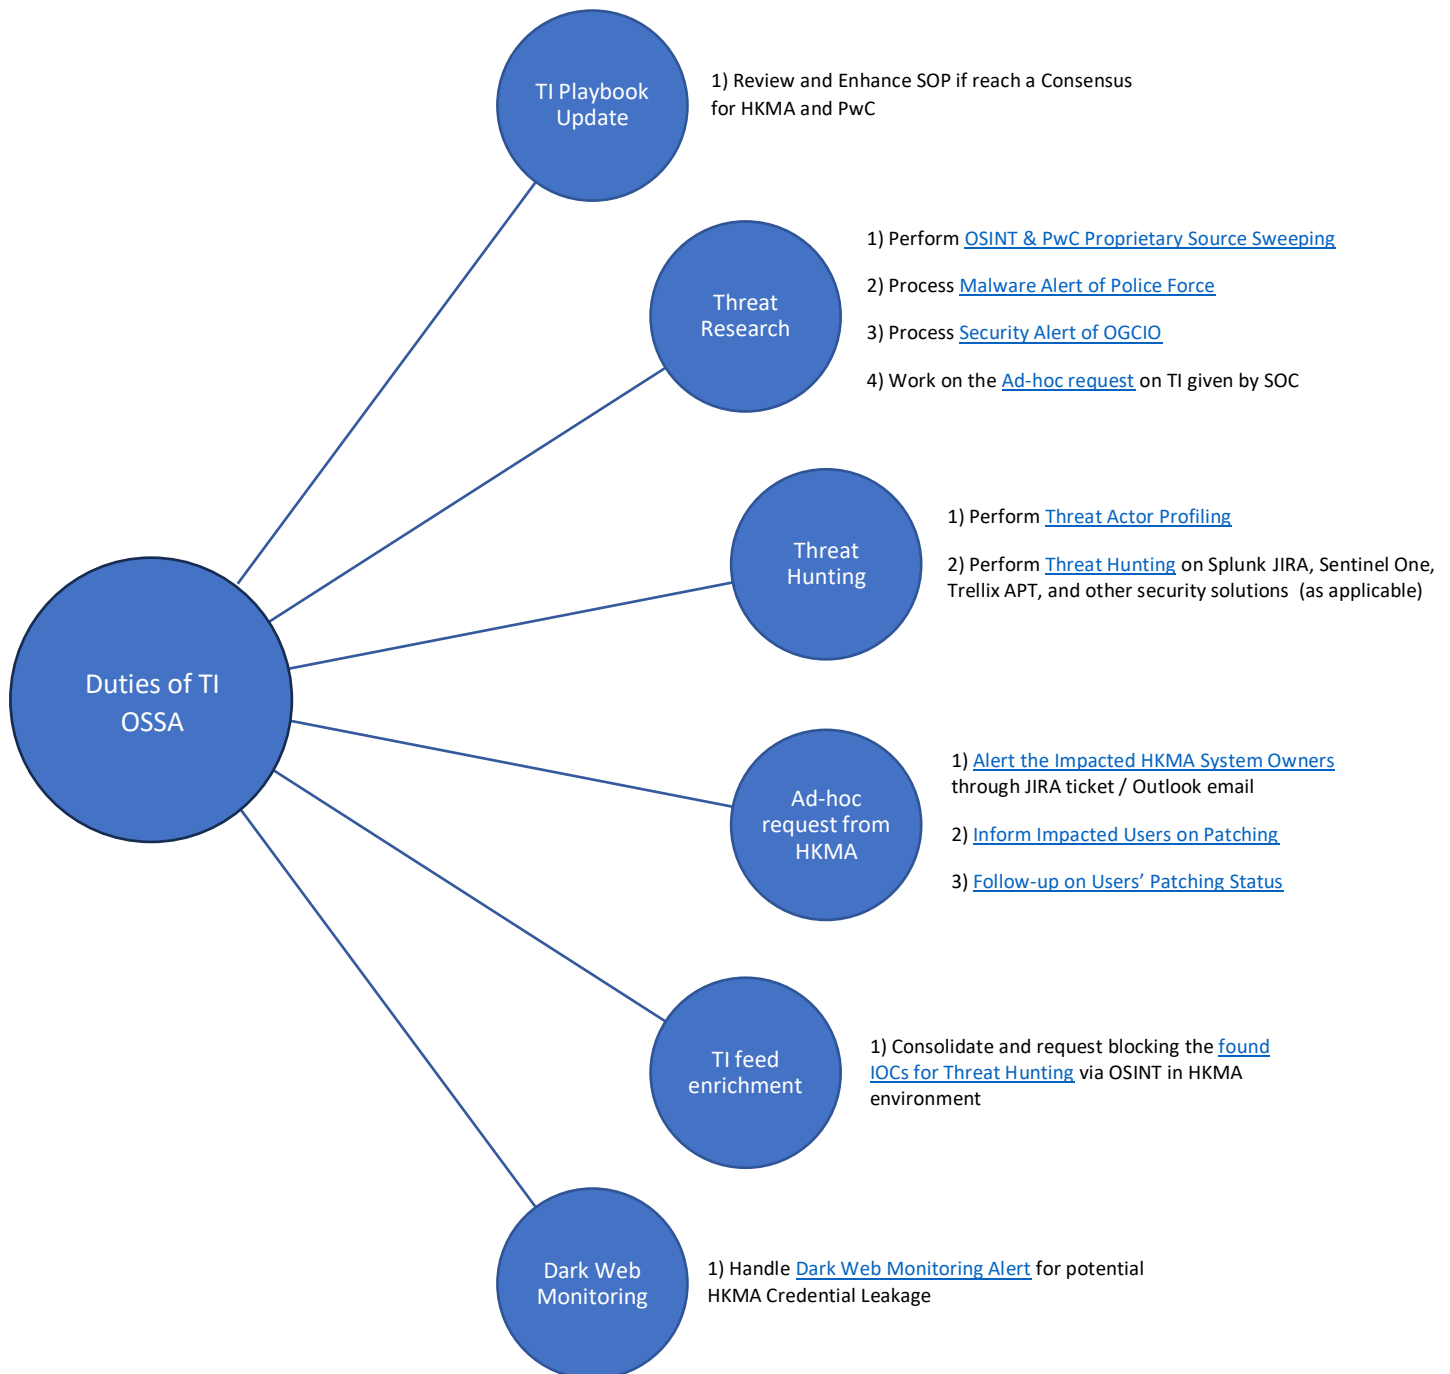 TI Playbook
Update
1) Review and Enhance SOP if reach a Consensus
for HKMA and PwC
Threat
Research
1) Perform OSINT & PwC Proprietary Source Sweeping
2) Process Malware Alert of Police Force
3) Process Security Alert of OGCIO
4) Work on the Ad-hoc request on TI given by SOC
Threat
Hunting
1) Perform Threat Actor Profiling
2) Perform Threat Hunting on Splunk JIRA, Sentinel One,
Trellix APT, and other security solutions  (as applicable)
Duties of TI
OSSA
Ad-hoc
request from
HKMA
1) Alert the Impacted HKMA System Owners
through JIRA ticket / Outlook email
2) Inform Impacted Users on Patching
3) Follow-up on Users’ Patching Status
TI feed
enrichment
1) Consolidate and request blocking the found
IOCs for Threat Hunting via OSINT in HKMA
environment
Dark Web
Monitoring
1) Handle Dark Web Monitoring Alert for potential
HKMA Credential Leakage